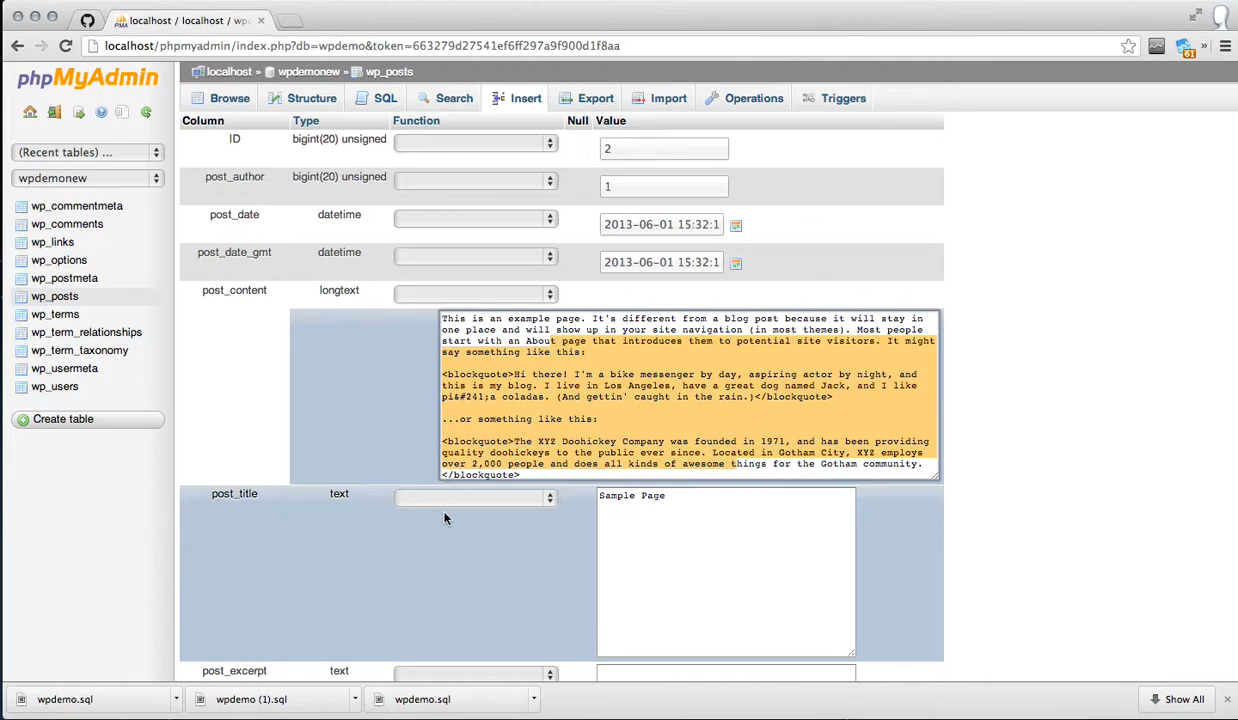 localhost / localhost / wp
localhost/phpmyadmin/index.php?db=wpdemo&token=663279d27541ef6ff297a9f900d1f8aa
61
phpMyAdmin
localhost » wpdemonew » wp_posts
Browse Structure SQL Search Insert Export Import Operations Triggers
Column Type Function Null Value
(Recent tables) ...
wpdemonew
wp_commentmeta
wp_comments
wp_links
wp_options
wp_postmeta
wp_posts
wp_terms
wp_term_relationships
wp_term_taxonomy
wp_usermeta
wp_users
Create table
ID bigint(20) unsigned 2
post_author bigint(20) unsigned 1
post_date datetime 2013-06-01 15:32:1
post_date_gmt datetime 2013-06-01 15:32:1
post_content longtext
This is an example page. It's different from a blog post because it will stay in
one place and will show up in your site navigation (in most themes). Most people
start with an About page that introduces them to potential site visitors. It might
say something like this:
<blockquote>Hi there! I'm a bike messenger by day, aspiring actor by night, and
this is my blog. I live in Los Angeles, have a great dog named Jack, and I like
pi&#241;a coladas. (And gettin' caught in the rain.)</blockquote>
...or something like this:
<blockquote>The XYZ Doohickey Company was founded in 1971, and has been providing
quality doohickeys to the public ever since. Located in Gotham City, XYZ employs
over 2,000 people and does all kinds of awesome things for the Gotham community.
</blockquote>
post_title text Sample Page
post_excerpt text
wpdemo.sql wpdemo (1).sql wpdemo.sql Show All